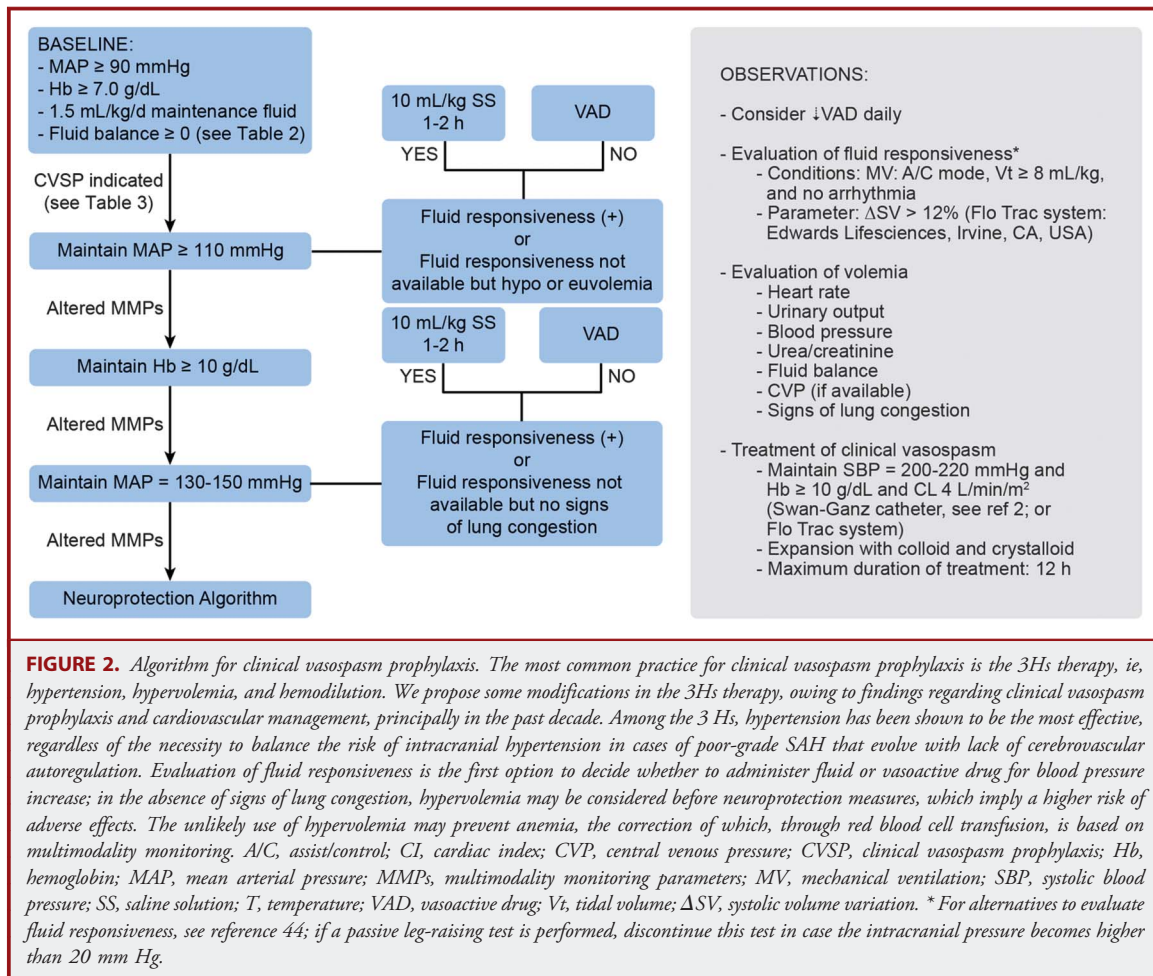 BASELINE:
- MAP ≥ 90 mmHg
- Hb ≥ 7.0 g/dL
- 1.5 mL/kg/d maintenance fluid
- Fluid balance ≥ 0 (see Table 2)
CVSP indicated
(see Table 3)
Maintain MAP ≥ 110 mmHg
Altered MMPs
Maintain Hb ≥ 10 g/dL
Altered MMPs
Maintain MAP = 130-150 mmHg
Altered MMPs
Neuroprotection Algorithm
10 mL/kg SS
1-2 h
VAD
YES
NO
Fluid responsiveness (+)
or
Fluid responsiveness not
available but hypo or euvolemia
10 mL/kg SS
1-2 h
VAD
YES
NO
Fluid responsiveness (+)
or
Fluid responsiveness not
available but no signs
of lung congestion
OBSERVATIONS:
- Consider ↓VAD daily
- Evaluation of fluid responsiveness*
- Conditions: MV: A/C mode, Vt ≥ 8 mL/kg,
and no arrhythmia
- Parameter: ΔSV > 12% (Flo Trac system:
Edwards Lifesciences, Irvine, CA, USA)
- Evaluation of volemia
- Heart rate
- Urinary output
- Blood pressure
- Urea/creatinine
- Fluid balance
- CVP (if available)
- Signs of lung congestion
- Treatment of clinical vasospasm
- Maintain SBP = 200-220 mmHg and
Hb ≥ 10 g/dL and CL 4 L/min/m²
(Swan-Ganz catheter, see ref 2; or
Flo Trac system)
- Expansion with colloid and crystalloid
- Maximum duration of treatment: 12 h
FIGURE 2. Algorithm for clinical vasospasm prophylaxis. The most common practice for clinical vasospasm prophylaxis is the 3Hs therapy, ie,
hypertension, hypervolemia, and hemodilution. We propose some modifications in the 3Hs therapy, owing to findings regarding clinical vasospasm
prophylaxis and cardiovascular management, principally in the past decade. Among the 3 Hs, hypertension has been shown to be the most effective,
regardless of the necessity to balance the risk of intracranial hypertension in cases of poor-grade SAH that evolve with lack of cerebrovascular
autoregulation. Evaluation of fluid responsiveness is the first option to decide whether to administer fluid or vasoactive drug for blood pressure
increase; in the absence of signs of lung congestion, hypervolemia may be considered before neuroprotection measures, which imply a higher risk of
adverse effects. The unlikely use of hypervolemia may prevent anemia, the correction of which, through red blood cell transfusion, is based on
multimodality monitoring. A/C, assist/control; CI, cardiac index; CVP, central venous pressure; CVSP, clinical vasospasm prophylaxis; Hb,
hemoglobin; MAP, mean arterial pressure; MMPs, multimodality monitoring parameters; MV, mechanical ventilation; SBP, systolic blood
pressure; SS, saline solution; T, temperature; VAD, vasoactive drug; Vt, tidal volume; ΔSV, systolic volume variation. * For alternatives to evaluate
fluid responsiveness, see reference 44; if a passive leg-raising test is performed, discontinue this test in case the intracranial pressure becomes higher
than 20 mm Hg.